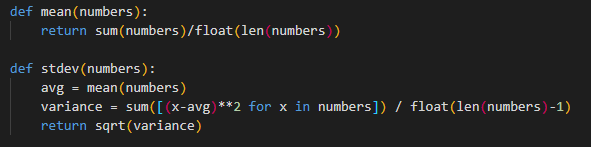 def mean(numbers):
    return sum(numbers)/float(len(numbers))
def stdev(numbers):
    avg = mean(numbers)
    variance = sum([(x-avg)**2 for x in numbers]) / float(len(numbers)-1)
    return sqrt(variance)